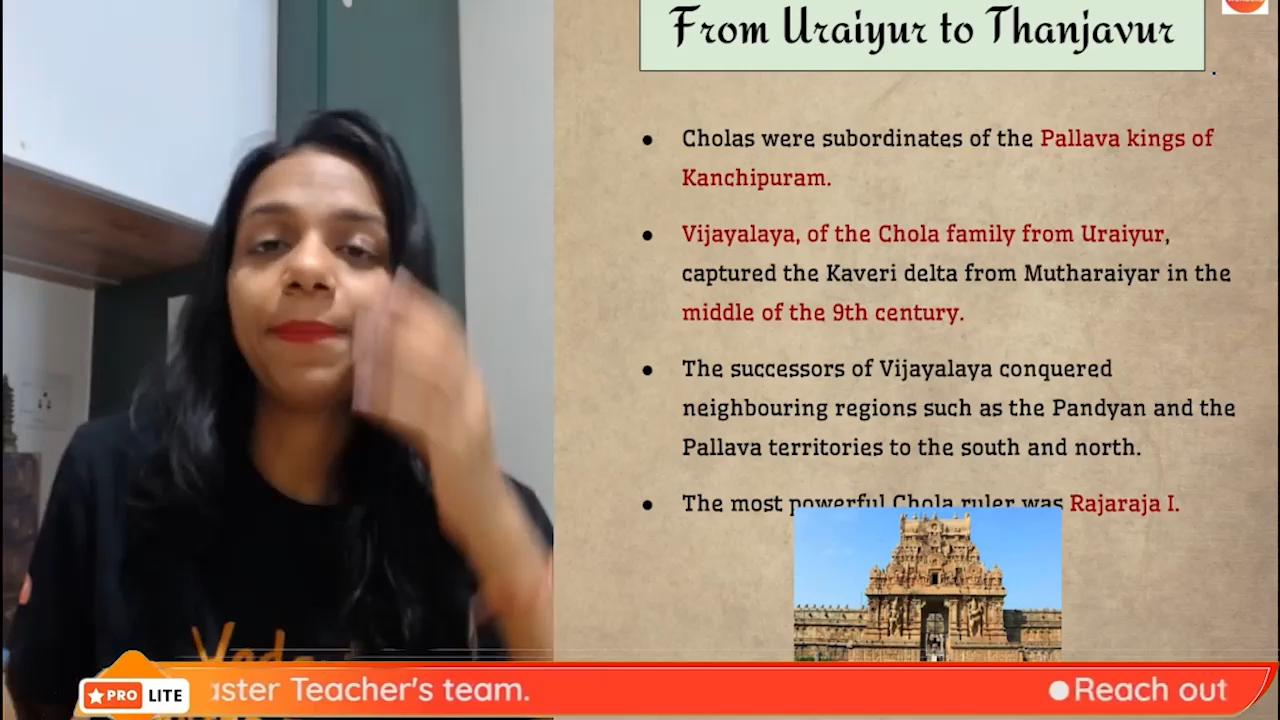 From Uraiyur to Thanjavur
Cholas were subordinates of the Pallava kings of
Kanchipuram.
Vijayalaya, of the Chola family from Uraiyur,
captured the Kaveri delta from Mutharaiyar in the
middle of the 9th century.
The successors of Vijayalaya conquered
neighbouring regions such as the Pandyan and the
Pallava territories to the south and north.
The most powerful Chola ruler was Rajaraja I.
PRO LITE
aster Teacher's team.
Reach out